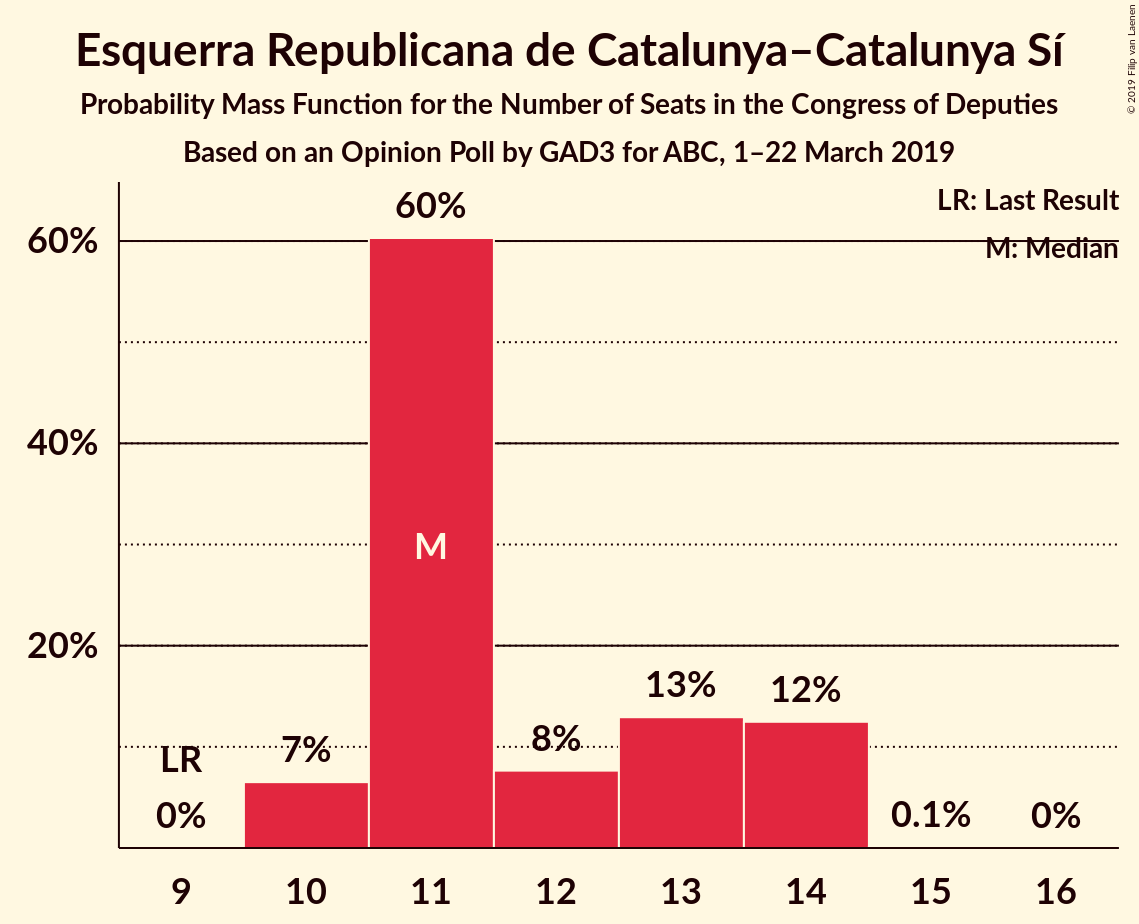 Esquerra Republicana de Catalunya–Catalunya Sí
Probability Mass Function for the Number of Seats in the Congress of Deputies
Based on an Opinion Poll by GAD3 for ABC, 1–22 March 2019
© 2019 Filip van Laenen
LR: Last Result
M: Median
60%
40%
20%
LR
0%
7%
60%
M
8%
13%
12%
0.1%
0%
9 10 11 12 13 14 15 16